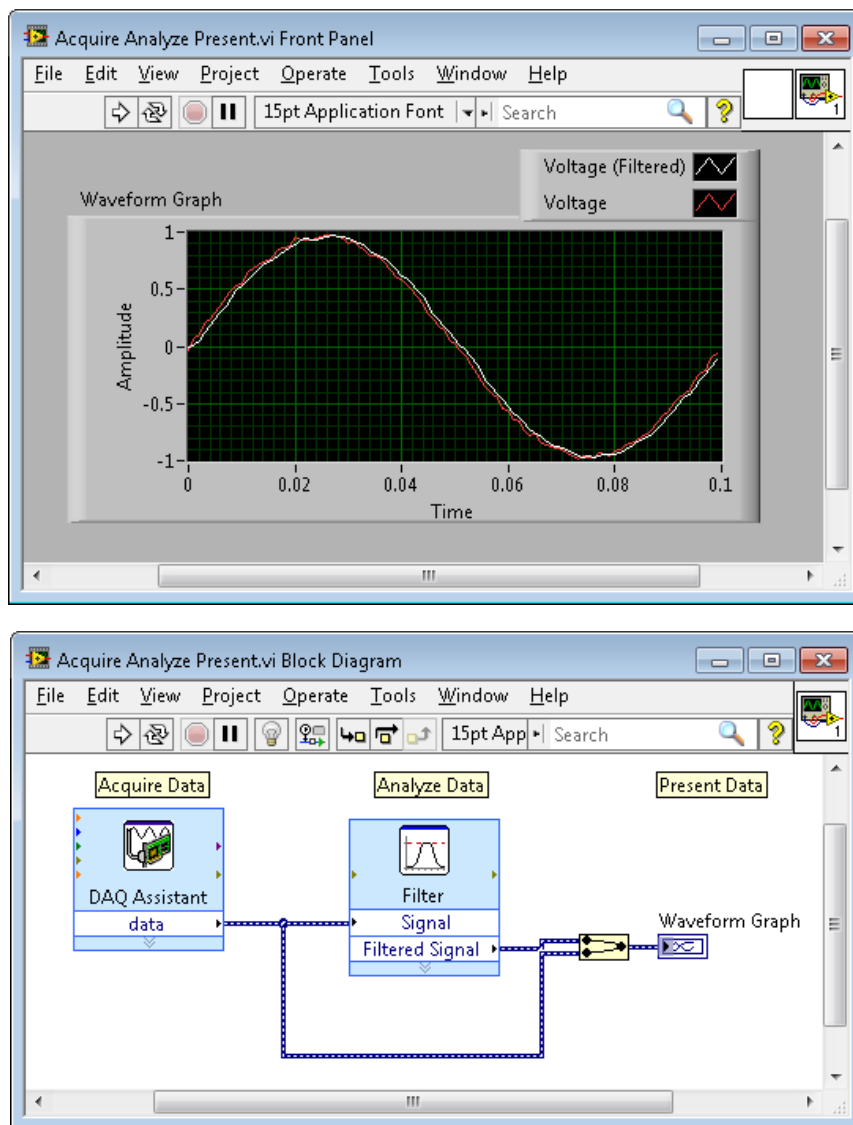 Acquire Analyze Present.vi Front Panel
File Edit View Project Operate Tools Window Help
15pt Application Font Search ?
1
Voltage (Filtered)
Voltage
Waveform Graph
1
0.5
0
-0.5
-1
Amplitude
0 0.02 0.04 0.06 0.08 0.1
Time
Acquire Analyze Present.vi Block Diagram
File Edit View Project Operate Tools Window Help
15pt App Search ?
1
Acquire Data Analyze Data Present Data
DAQ Assistant
data
Filter
Signal
Filtered Signal
Waveform Graph